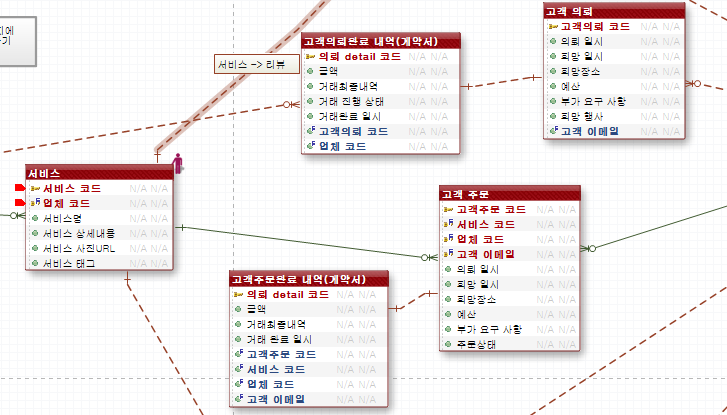 고객 의뢰
고객의뢰 코드 N/A N/A
의뢰 일시 N/A N/A
희망 일시 N/A N/A
희망장소 N/A N/A
예산 N/A N/A
부가 요구 사항 N/A N/A
희망 행사 N/A N/A
고객 이메일 N/A N/A
고객의뢰완료 내역(계약서)
의뢰 detail 코드 N/A N/A
금액 N/A N/A
거래최종내역 N/A N/A
거래 진행 상태 N/A N/A
거래완료 일시 N/A N/A
고객의뢰 코드 N/A N/A
업체 코드 N/A N/A
서비스 -> 리뷰
서비스
서비스 코드 N/A N/A
업체 코드 N/A N/A
서비스명 N/A N/A
서비스 상세내용 N/A N/A
서비스 사진URL N/A N/A
서비스 태그 N/A N/A
고객 주문
고객주문 코드 N/A N/A
서비스 코드 N/A N/A
업체 코드 N/A N/A
고객 이메일 N/A N/A
의뢰 일시 N/A N/A
희망 일시 N/A N/A
희망장소 N/A N/A
예산 N/A N/A
부가 요구 사항 N/A N/A
주문상태 N/A N/A
고객주문완료 내역(계약서)
의뢰 detail 코드 N/A N/A
금액 N/A N/A
거래최종내역 N/A N/A
거래 완료 일시 N/A N/A
고객주문 코드 N/A N/A
서비스 코드 N/A N/A
업체 코드 N/A N/A
고객 이메일 N/A N/A